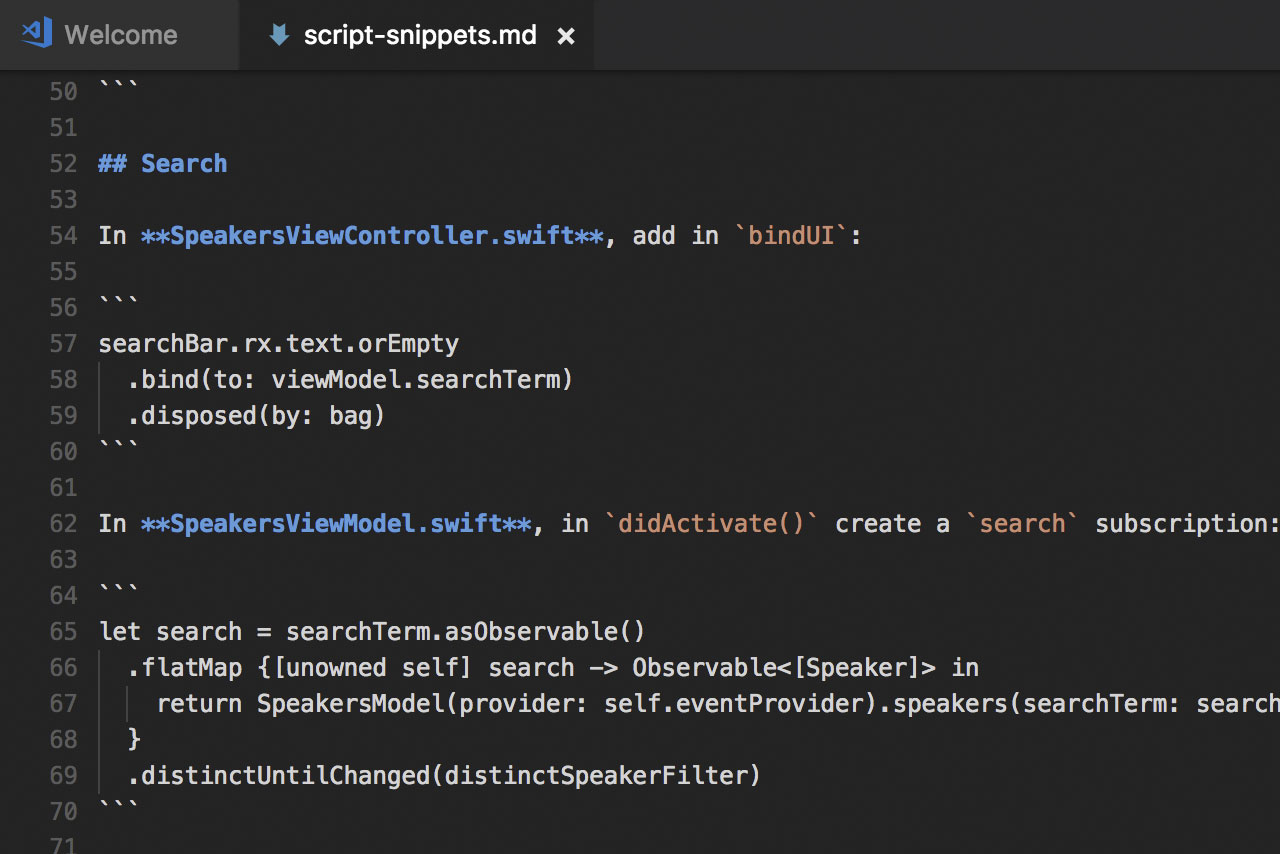 Welcome script-snippets.md ×
50 ```
51
52 ## Search
53
54 In **SpeakersViewController.swift**, add in `bindUI`:
55
56 ```
57 searchBar.rx.text.orEmpty
58   .bind(to: viewModel.searchTerm)
59   .disposed(by: bag)
60 ```
61
62 In **SpeakersViewModel.swift**, in `didActivate()` create a `search` subscription:
63
64 ```
65 let search = searchTerm.asObservable()
66   .flatMap {[unowned self] search -> Observable<[Speaker]> in
67     return SpeakersModel(provider: self.eventProvider).speakers(searchTerm: search
68   }
69   .distinctUntilChanged(distinctSpeakerFilter)
70 ```
71